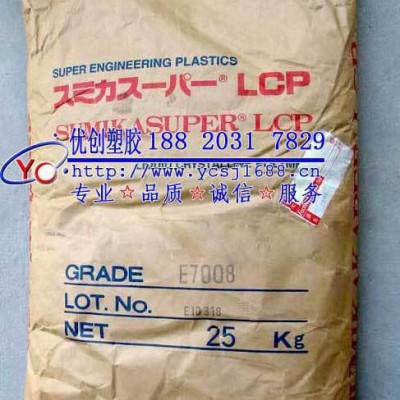 SUPER ENGINEERING PLASTICS
スミカスーパー® LCP
SUMIKASUPER® LCP
YC 优创塑胶 188 2031 7829
http://www.ycsj1688.cn
专业☆品质☆诚信☆服务
GRADE E7008
LOT. No. E1D318
NET 25 Kg